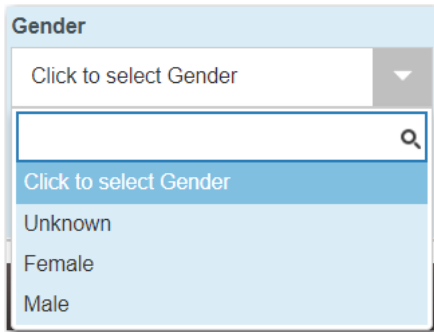 Gender
Click to select Gender
Click to select Gender
Unknown
Female
Male